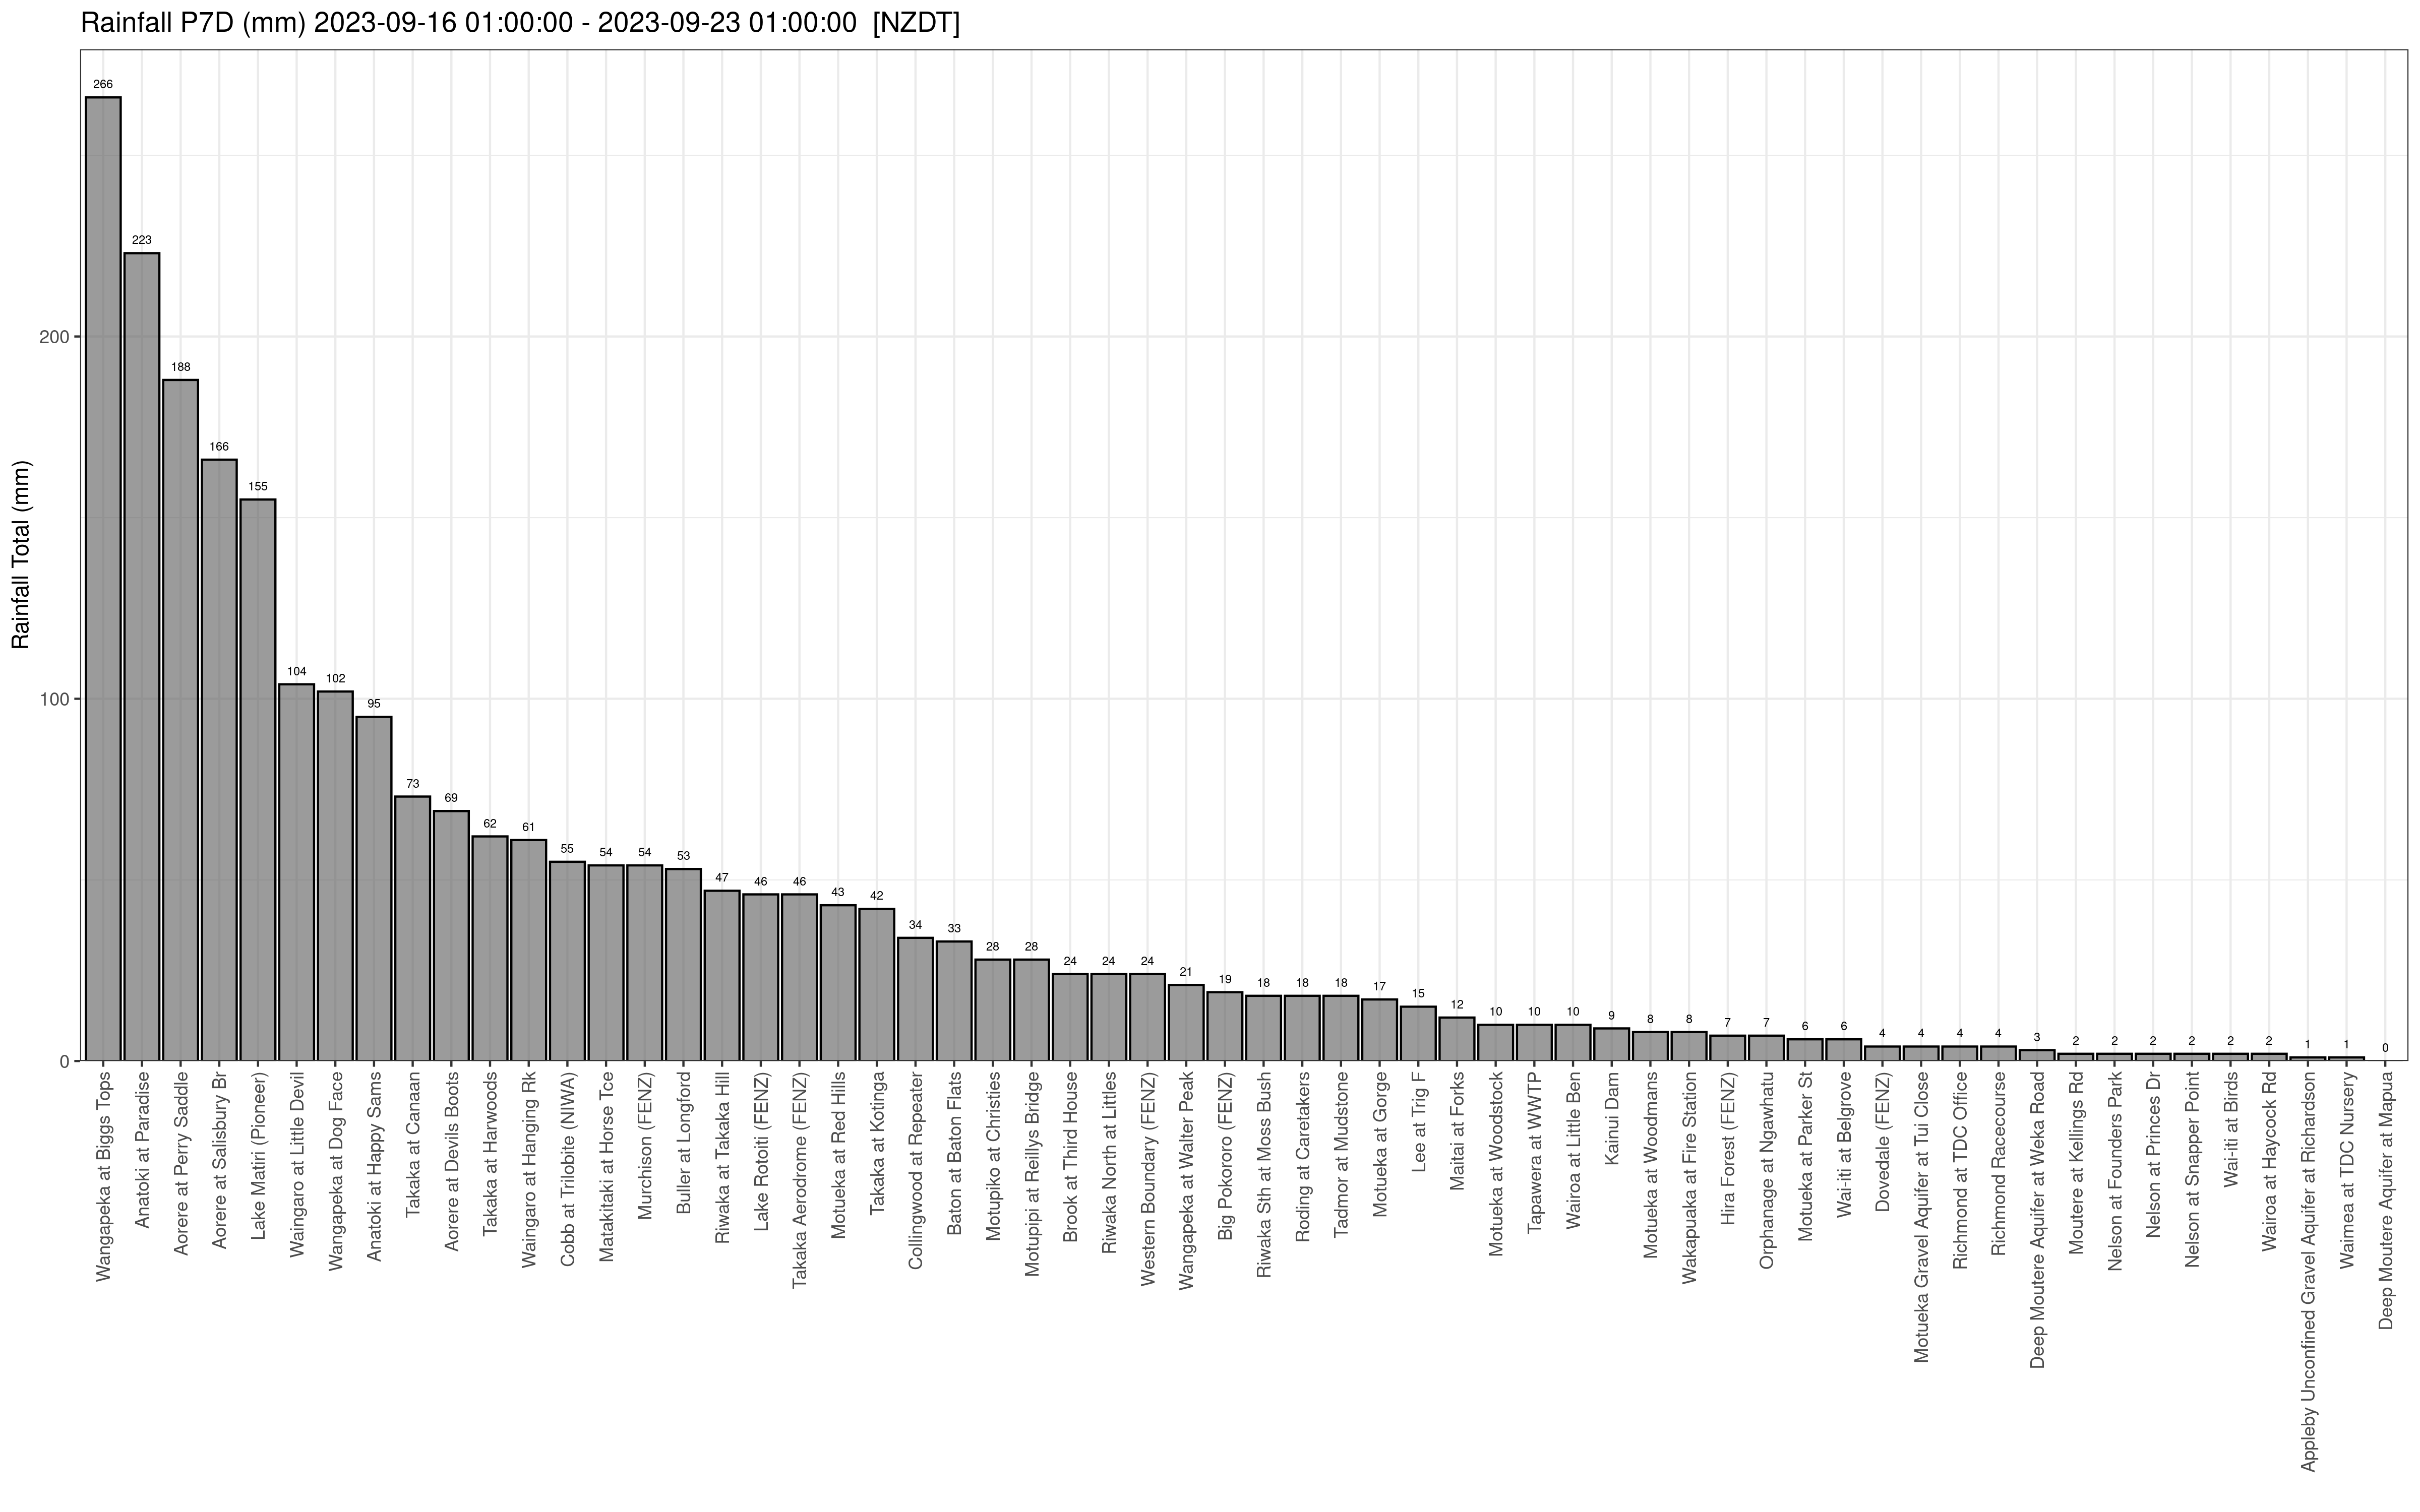 Rainfall P7D (mm) 2023-09-16 01:00:00 - 2023-09-23 01:00:00 [NZDT]
Rainfall Total (mm)
200
100
0
266
223
188
166
155
104
102
95
73
69
62
61
55
54
54
53
47
46
46
43
42
34
33
28
28
24
24
24
21
19
18
18
18
17
15
12
10
10
10
9
8
8
7
7
6
6
4
4
4
4
3
2
2
2
2
2
2
1
1
0
Wangapeka at Biggs Tops
Anatoki at Paradise
Aorere at Perry Saddle
Aorere at Salisbury Br
Lake Matiri (Pioneer)
Waingaro at Little Devil
Wangapeka at Dog Face
Anatoki at Happy Sams
Takaka at Canaan
Aorere at Devils Boots
Takaka at Harwoods
Waingaro at Hanging Rk
Cobb at Trilobite (NIWA)
Matakitaki at Horse Tce
Murchison (FENZ)
Buller at Longford
Riwaka at Takaka Hill
Lake Rotoiti (FENZ)
Takaka Aerodrome (FENZ)
Motueka at Red Hills
Takaka at Kotinga
Collingwood at Repeater
Baton at Baton Flats
Motupiko at Christies
Motupipi at Reillys Bridge
Brook at Third House
Riwaka North at Littles
Western Boundary (FENZ)
Wangapeka at Walter Peak
Big Pokororo (FENZ)
Riwaka Sth at Moss Bush
Roding at Caretakers
Tadmor at Mudstone
Motueka at Gorge
Lee at Trig F
Maitai at Forks
Motueka at Woodstock
Tapawera at WWTP
Wairoa at Little Ben
Kainui Dam
Motueka at Woodmans
Wakapuaka at Fire Station
Hira Forest (FENZ)
Orphanage at Ngawhatu
Motueka at Parker St
Wai-iti at Belgrove
Dovedale (FENZ)
Motueka Gravel Aquifer at Tui Close
Richmond at TDC Office
Richmond Racecourse
Deep Moutere Aquifer at Weka Road
Moutere at Kellings Rd
Nelson at Founders Park
Nelson at Princes Dr
Nelson at Snapper Point
Wai-iti at Birds
Wairoa at Haycock Rd
Appleby Unconfined Gravel Aquifer at Richardson
Waimea at TDC Nursery
Deep Moutere Aquifer at Mapua